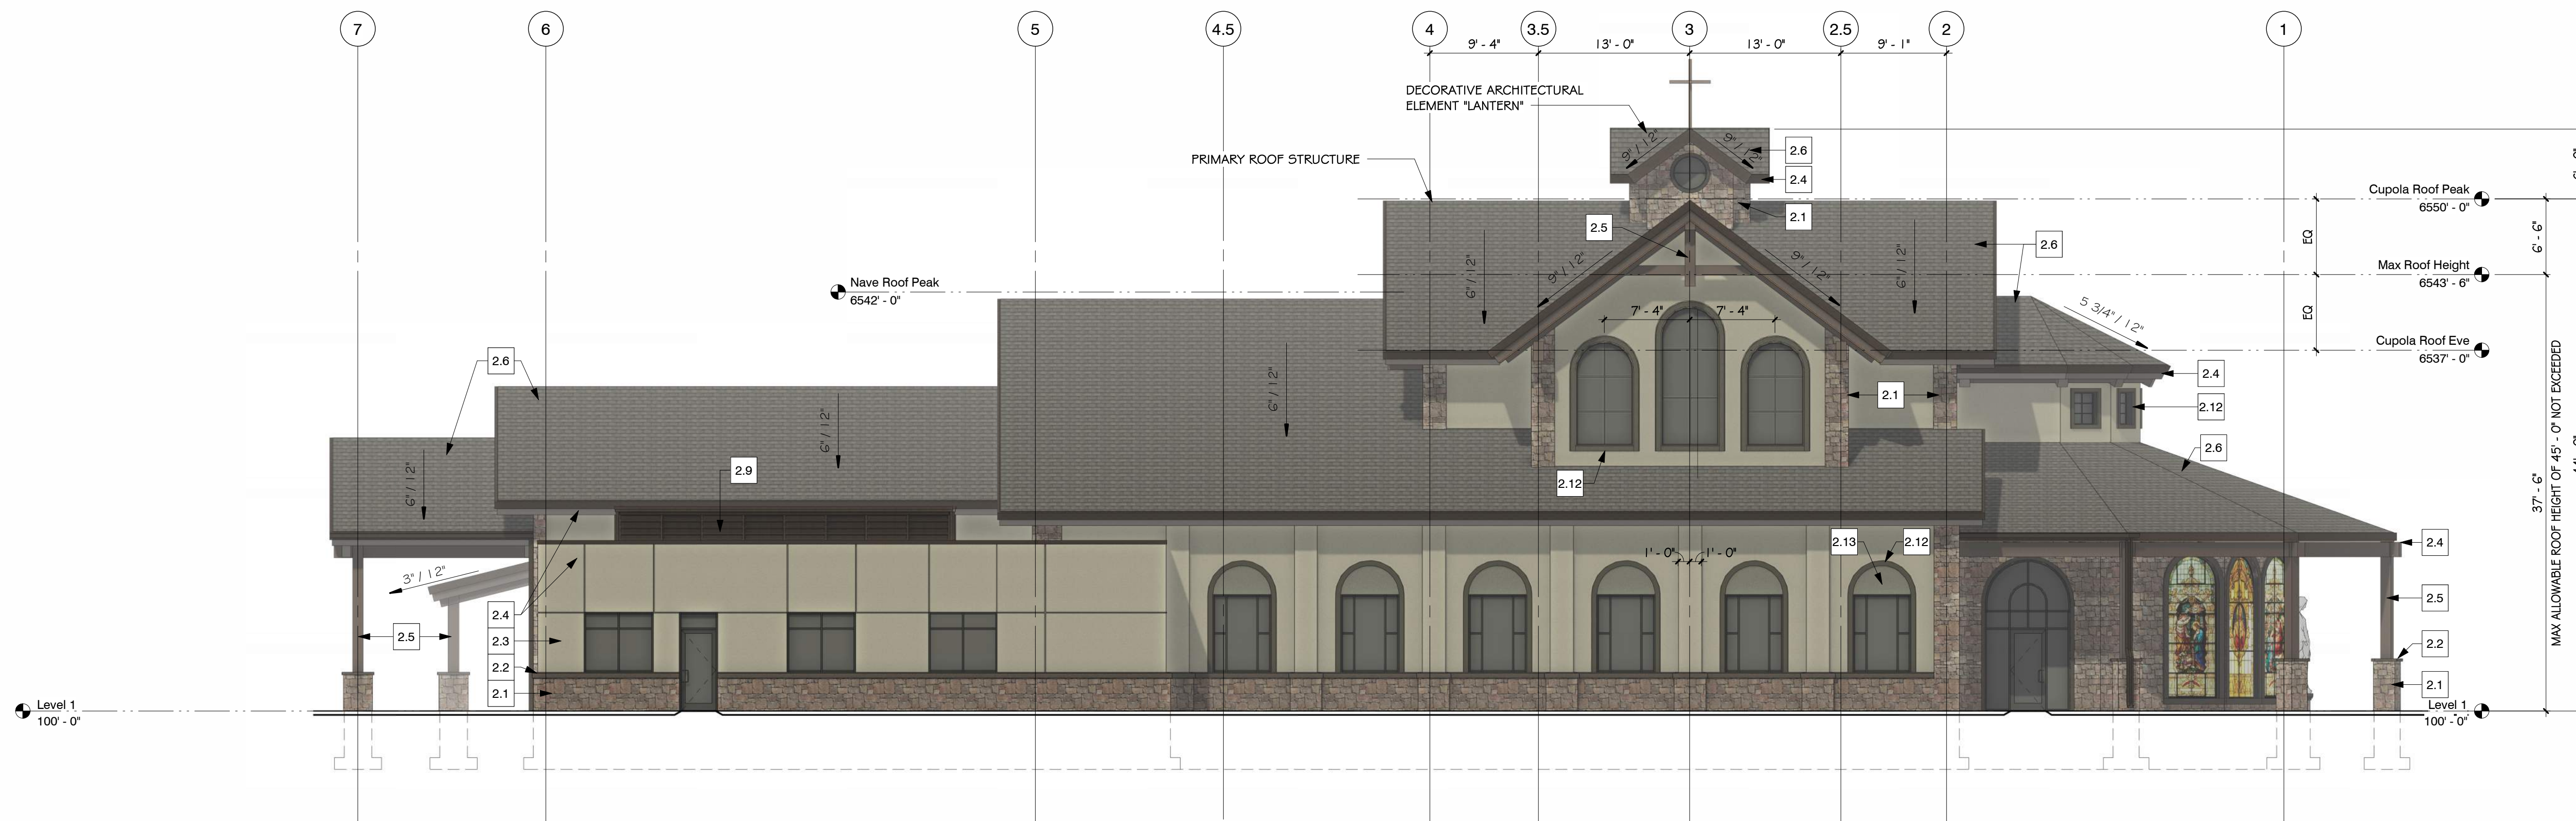 7
6
5
4.5
4
3.5
3
2.5
2
1
9' - 4"
13' - 0"
13' - 0"
9' - 1"
DECORATIVE ARCHITECTURAL
ELEMENT "LANTERN"
PRIMARY ROOF STRUCTURE
9" / 12"
9" / 12"
2.6
2.4
2.1
2.5
9" / 12"
9" / 12"
6" / 12"
6" / 12"
2.6
Cupola Roof Peak
6550' - 0"
EQ
6' - 6"
Max Roof Height
6543' - 6"
EQ
Cupola Roof Eve
6537' - 0"
Nave Roof Peak
6542' - 0"
7' - 4"
7' - 4"
5 3/4" / 12"
2.4
2.12
2.1
2.6
2.12
2.6
6" / 12"
6" / 12"
6" / 12"
2.9
37' - 6"
MAX ALLOWABLE ROOF HEIGHT OF 45' - 0" NOT EXCEEDED
1' - 0"
1' - 0"
2.13
2.12
2.4
3" / 12"
2.5
2.4
2.3
2.2
2.1
2.5
2.2
2.1
Level 1
100' - 0"
Level 1
100' - 0"